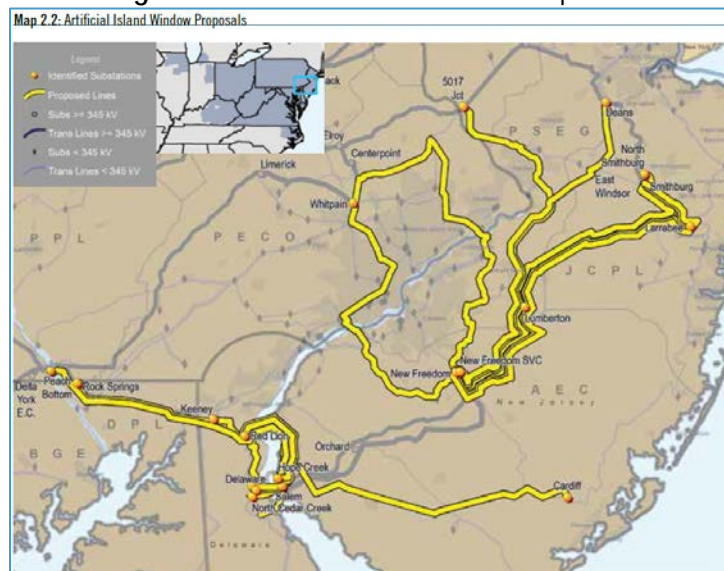 Map 2.2: Artificial Island Window Proposals
Legend
Identified Substations
Proposed Lines
Subs >= 345 kV
Trans Lines >= 345 kV
Subs < 345 kV
Trans Lines < 345 kV
5017
Jct
Deans
Elroy
Centerpoint
Limerick
P S E G
North
Smithburg
East
Windsor
Smithburg
Whitpain
Larrabee
P P L
P E C O
J C P L
Lumberton
New Freedom
New Freedom SVC
Delta
York
E.C.
Peach
Bottom
Rock Springs
Keeney
A E C
New Jersey
D P L
B G E
Red Lion
Orchard
Hope Creek
Delaware
Salem
North Cedar Creek
Cardiff
Delaware